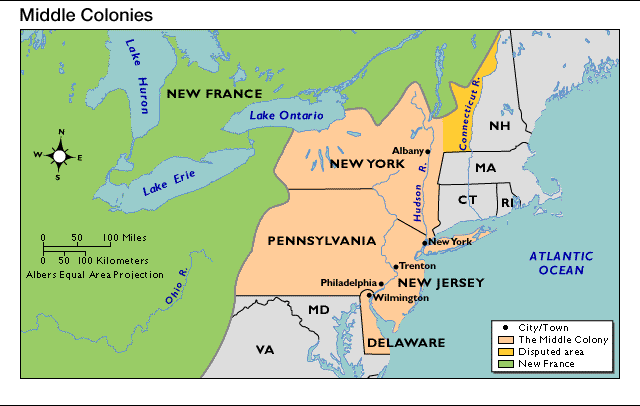 Middle Colonies
Lake Huron
NEW FRANCE
Lake Ontario
Connecticut R.
NH
N
W E
S
Albany
MA
NEW YORK
Lake Erie
Hudson R.
CT
RI
0 50 100 Miles
0 50 100 Kilometers
Albers Equal Area Projection
PENNSYLVANIA
New York
ATLANTIC
OCEAN
Ohio R.
Trenton
Philadelphia
NEW JERSEY
Wilmington
MD
VA
DELAWARE
City/Town
The Middle Colony
Disputed area
New France